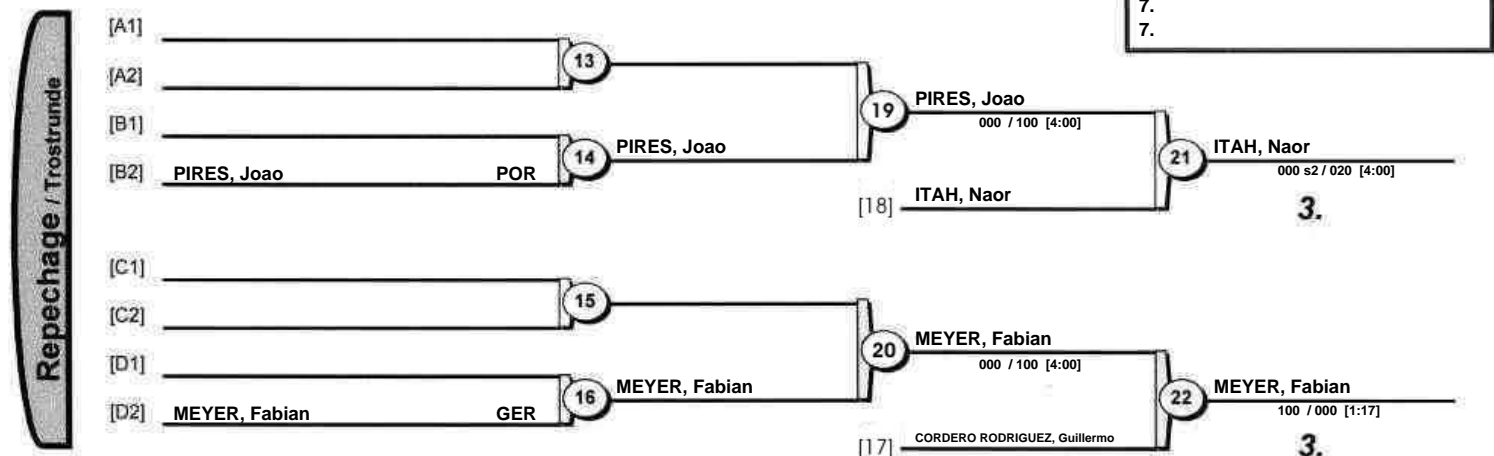 7.
7.
Repechage / Trostrunde
[A1]
13
[A2]
19
PIRES, Joao
000 / 100 [4:00]
[B1]
14
PIRES, Joao
21
ITAH, Naor
000 s2 / 020 [4:00]
[B2]
PIRES, Joao POR
[18]
ITAH, Naor
3.
[C1]
15
[C2]
20
MEYER, Fabian
000 / 100 [4:00]
[D1]
16
MEYER, Fabian
22
MEYER, Fabian
100 / 000 [1:17]
[D2]
MEYER, Fabian GER
[17]
CORDERO RODRIGUEZ, Guillermo
3.